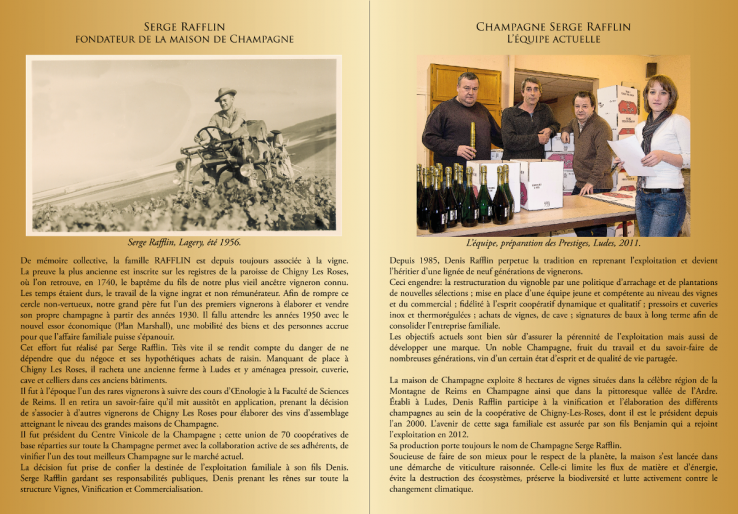 Serge Rafflin
fondateur de la maison de Champagne
Serge Rafflin, Lagery, été 1956.
De mémoire collective, la famille RAFFLIN est depuis toujours associée à la vigne.
La preuve la plus ancienne est inscrite sur les registres de la paroisse de Chigny Les Roses,
où l'on retrouve, en 1740, le baptême du fils de notre plus vieil ancêtre vigneron connu.
Les temps étaient durs, le travail de la vigne ingrat et non rémunérateur. Afin de rompre ce
cercle non-vertueux, notre grand père fut l'un des premiers vignerons à élaborer et vendre
son propre champagne à partir des années 1930. Il fallu attendre les années 1950 avec le
nouvel essor économique (Plan Marshall), une mobilité des biens et des personnes accrue
pour que l'affaire familiale puisse s'épanouir.
Cet effort fut réalisé par Serge Rafflin. Très vite il se rendit compte du danger de ne
dépendre que du négoce et ses hypothétiques achats de raisin. Manquant de place à
Chigny Les Roses, il racheta une ancienne ferme à Ludes et y aménagea pressoir, cuverie,
cave et celliers dans ces anciens bâtiments.
Il fut à l'époque l'un des rares vignerons à suivre des cours d'Œnologie à la Faculté de Sciences
de Reims. Il en retira un savoir-faire qu'il mit aussitôt en application, prenant la décision
de s'associer à d'autres vignerons de Chigny Les Roses pour élaborer des vins d'assemblage
atteignant le niveau des grandes maisons de Champagne.
Il fut président du Centre Vinicole de la Champagne ; cette union de 70 coopératives de
base réparties sur toute la Champagne permet avec la collaboration active de ses adhérents, de
vinifier l'un des tout meilleurs Champagne sur le marché actuel.
La décision fut prise de confier la destinée de l'exploitation familiale à son fils Denis.
Serge Rafflin gardant ses responsabilités publiques, Denis prenant les rênes sur toute la
structure Vignes, Vinification et Commercialisation.
Champagne Serge Rafflin
L'équipe actuelle
L'équipe, préparation des Prestiges, Ludes, 2011.
Depuis 1985, Denis Rafflin perpetue la tradition en reprenant l'exploitation et devient
l'héritier d'une lignée de neuf générations de vignerons.
Ceci engendre: la restructuration du vignoble par une politique d'arrachage et de plantations
de nouvelles sélections ; mise en place d'une équipe jeune et compétente au niveau des vignes
et du commercial ; fidélité à l'esprit coopératif dynamique et qualitatif ; pressoirs et cuveries
inox et thermorégulées ; achats de vignes, de cave ; signatures de baux à long terme afin de
consolider l'entreprise familiale.
Les objectifs actuels sont bien sûr d'assurer la pérennité de l'exploitation mais aussi de
développer une marque. Un noble Champagne, fruit du travail et du savoir-faire de
nombreuses générations, vin d'un certain état d'esprit et de qualité de vie partagée.
La maison de Champagne exploite 8 hectares de vignes situées dans la célèbre région de la
Montagne de Reims en Champagne ainsi que dans la pittoresque vallée de l'Ardre.
Établi à Ludes, Denis Rafflin participe à la vinification et l'élaboration des différents
champagnes au sein de la coopérative de Chigny-Les-Roses, dont il est le président depuis
l'an 2000. L'avenir de cette saga familiale est assurée par son fils Benjamin qui a rejoint
l'exploitation en 2012.
Sa production porte toujours le nom de Champagne Serge Rafflin.
Soucieuse de faire de son mieux pour le respect de la planète, la maison s'est lancée dans
une démarche de viticulture raisonnée. Celle-ci limite les flux de matière et d'énergie,
évite la destruction des écosystèmes, préserve la biodiversité et lutte activement contre le
changement climatique.